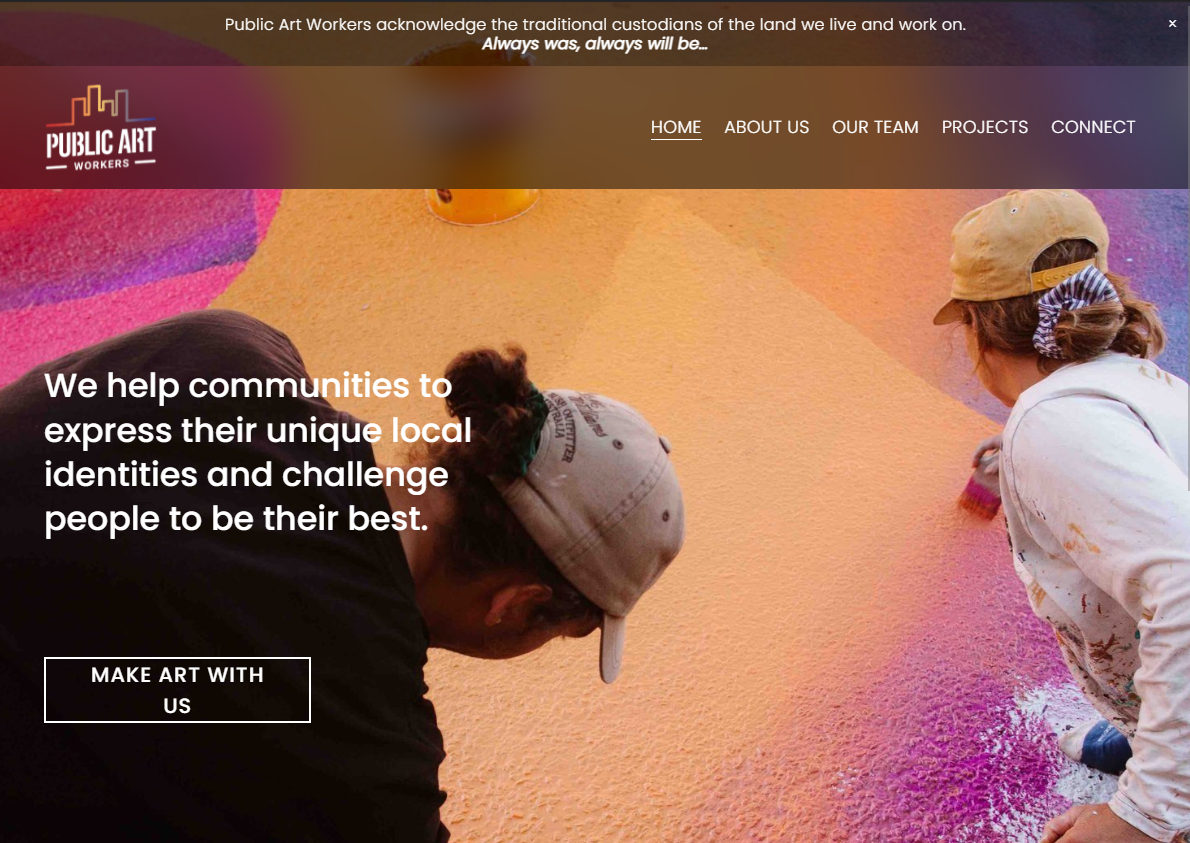 Public Art Workers acknowledge the traditional custodians of the land we live and work on.
Always was, always will be...
×
PUBLIC ART
WORKERS
HOME ABOUT US OUR TEAM PROJECTS CONNECT
We help communities to
express their unique local
identities and challenge
people to be their best.
MAKE ART WITH
US